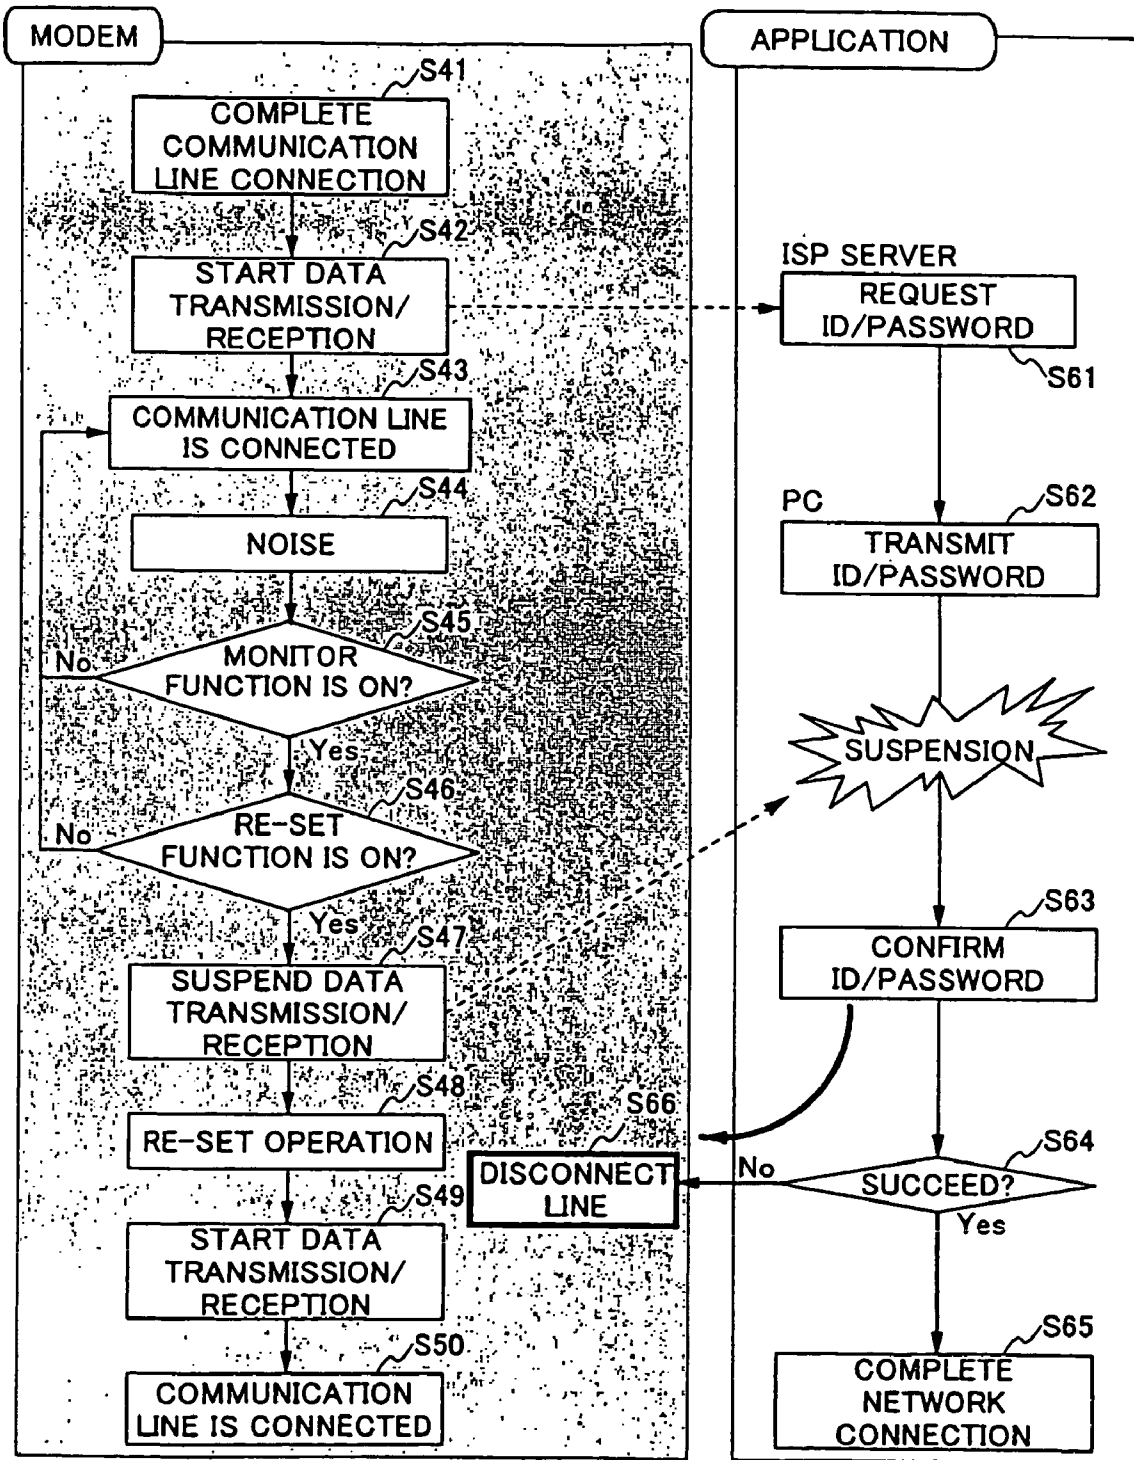 MODEM
S41
COMPLETE
COMMUNICATION
LINE CONNECTION
S42
START DATA
TRANSMISSION/
RECEPTION
S43
COMMUNICATION LINE
IS CONNECTED
S44
NOISE
S45
MONITOR
FUNCTION IS ON?
No
Yes
S46
RE-SET
FUNCTION IS ON?
No
Yes
S47
SUSPEND DATA
TRANSMISSION/
RECEPTION
S48
RE-SET OPERATION
S49
START DATA
TRANSMISSION/
RECEPTION
S50
COMMUNICATION
LINE IS CONNECTED
APPLICATION
ISP SERVER
REQUEST
ID/PASSWORD
S61
PC
S62
TRANSMIT
ID/PASSWORD
SUSPENSION
S63
CONFIRM
ID/PASSWORD
S64
SUCCEED?
No
Yes
S66
DISCONNECT
LINE
S65
COMPLETE
NETWORK
CONNECTION